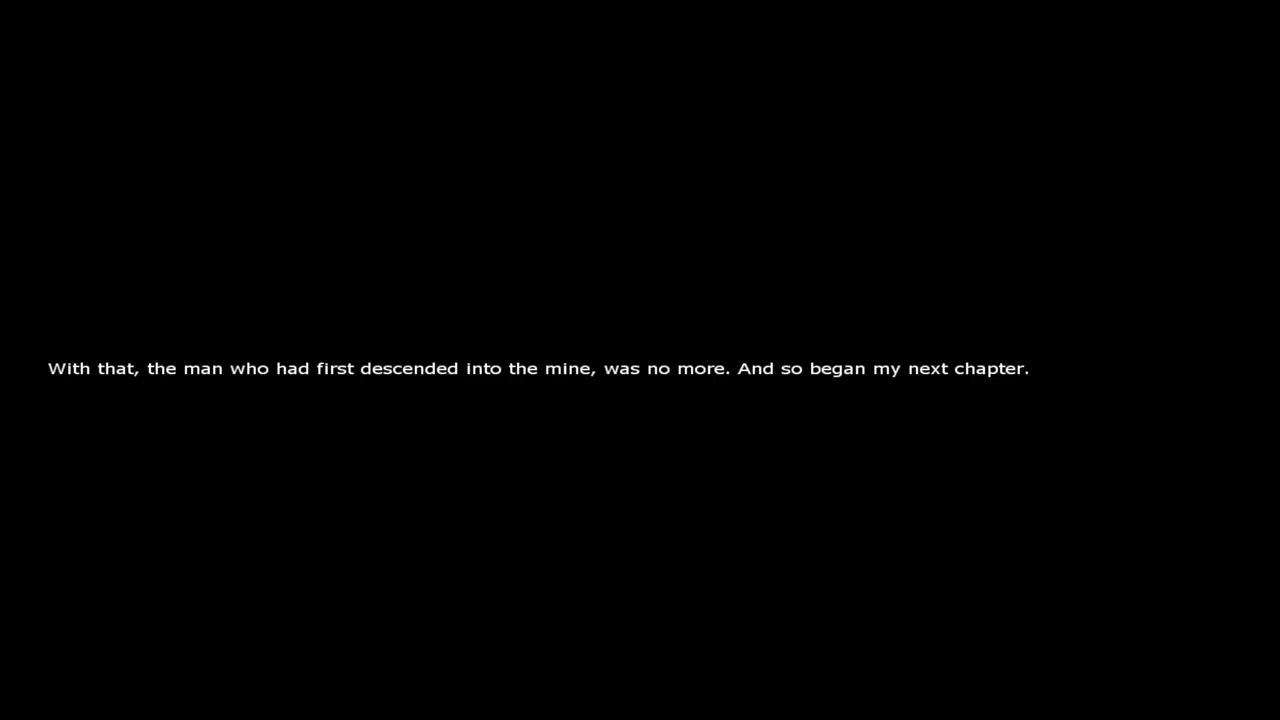 With that, the man who had first descended into the mine, was no more. And so began my next chapter.